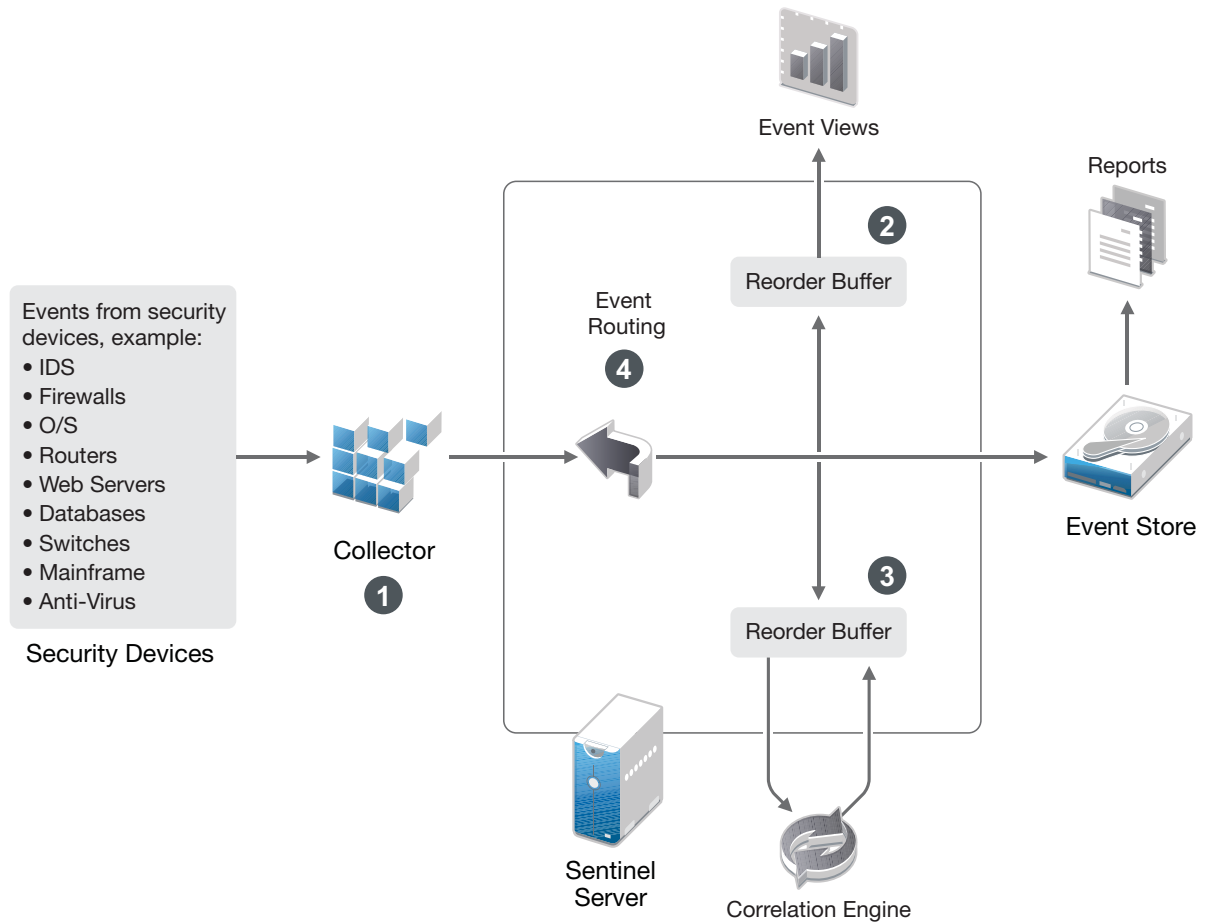 Event Views
Reports
2
Reorder Buffer
Event
Routing
4
Events from security
devices, example:
• IDS
• Firewalls
• O/S
• Routers
• Web Servers
• Databases
• Switches
• Mainframe
• Anti-Virus
Security Devices
Collector
1
Event Store
3
Reorder Buffer
Sentinel
Server
Correlation Engine